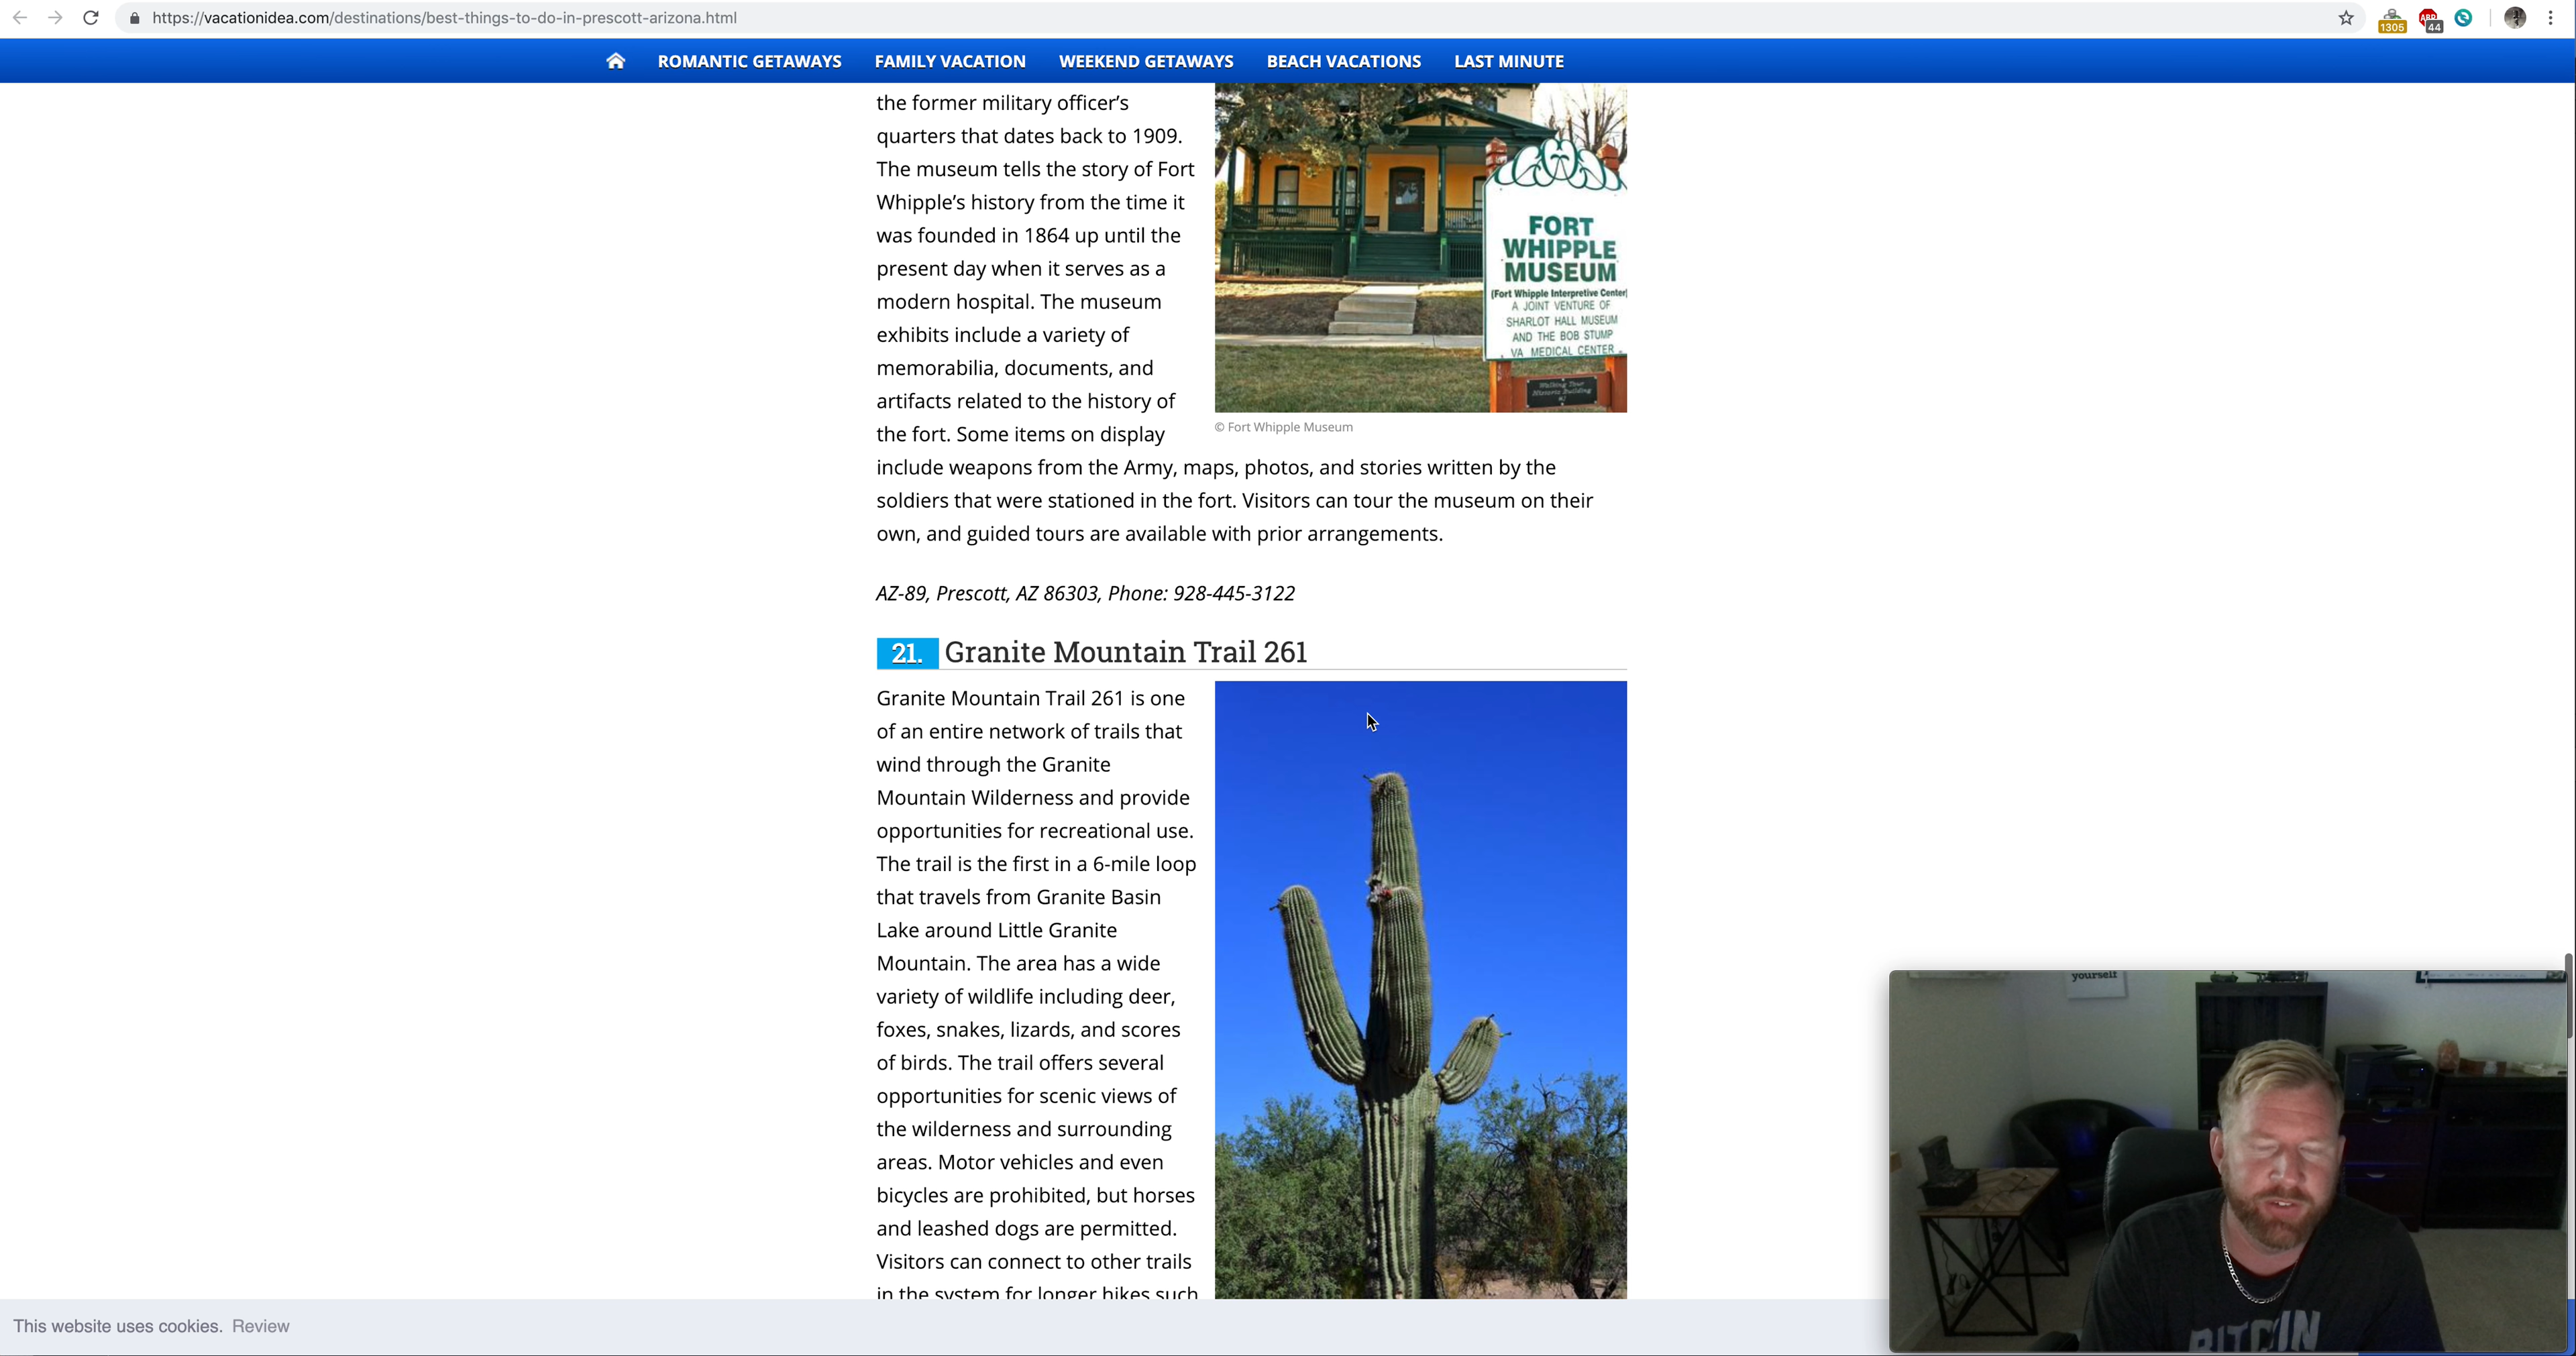 https://vacationidea.com/destinations/best-things-to-do-in-prescott-arizona.html
1305
ABP
44
ROMANTIC GETAWAYS
FAMILY VACATION
WEEKEND GETAWAYS
BEACH VACATIONS
LAST MINUTE
the former military officer’s
quarters that dates back to 1909.
The museum tells the story of Fort
Whipple’s history from the time it
was founded in 1864 up until the
present day when it serves as a
modern hospital. The museum
exhibits include a variety of
memorabilia, documents, and
artifacts related to the history of
the fort. Some items on display
include weapons from the Army, maps, photos, and stories written by the
soldiers that were stationed in the fort. Visitors can tour the museum on their
own, and guided tours are available with prior arrangements.
FORT
WHIPPLE
MUSEUM
(Fort Whipple Interpretive Center)
A JOINT VENTURE OF
SHARLOT HALL MUSEUM
AND THE BOB STUMP
VA MEDICAL CENTER
Walking Tour
Historic Building
© Fort Whipple Museum
AZ-89, Prescott, AZ 86303, Phone: 928-445-3122
21. Granite Mountain Trail 261
Granite Mountain Trail 261 is one
of an entire network of trails that
wind through the Granite
Mountain Wilderness and provide
opportunities for recreational use.
The trail is the first in a 6-mile loop
that travels from Granite Basin
Lake around Little Granite
Mountain. The area has a wide
variety of wildlife including deer,
foxes, snakes, lizards, and scores
of birds. The trail offers several
opportunities for scenic views of
the wilderness and surrounding
areas. Motor vehicles and even
bicycles are prohibited, but horses
and leashed dogs are permitted.
Visitors can connect to other trails
in the system for longer hikes such
yourself
BITCOIN
This website uses cookies. Review